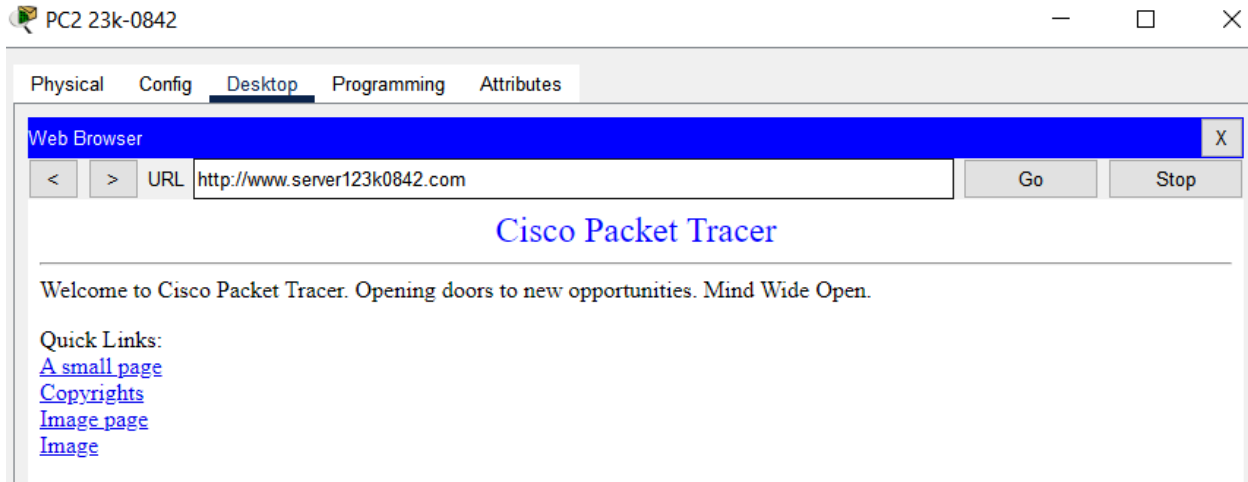 PC2 23k-0842
Physical Config Desktop Programming Attributes
Web Browser X
< > URL http://www.server123k0842.com Go Stop
Cisco Packet Tracer
Welcome to Cisco Packet Tracer. Opening doors to new opportunities. Mind Wide Open.
Quick Links:
A small page
Copyrights
Image page
Image